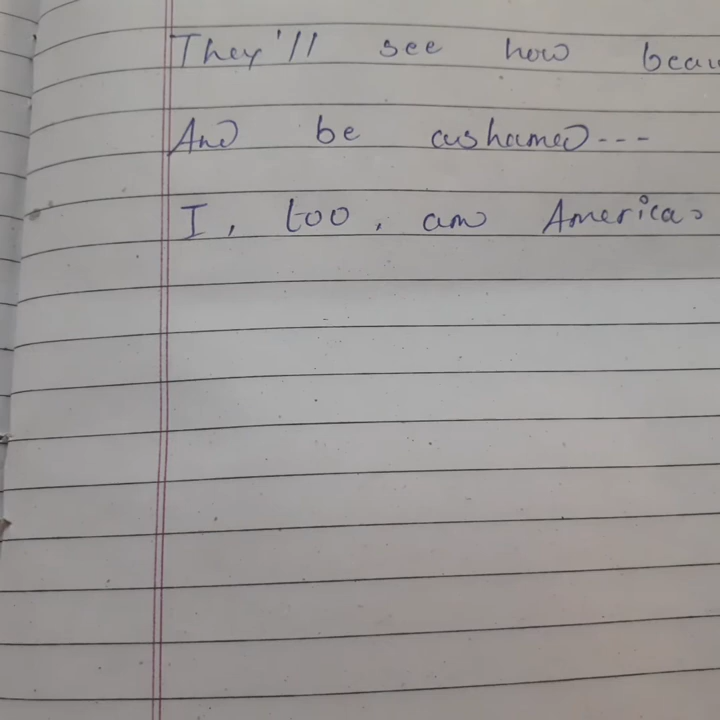 They'll see how beau
And be ashamed---
I, too, am America.